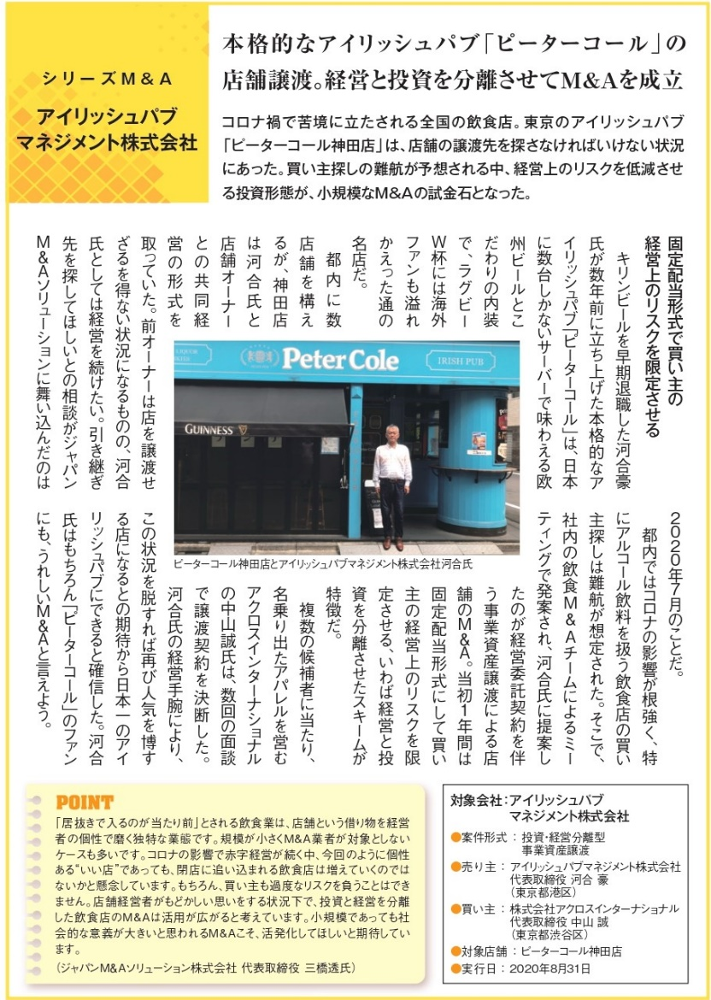 シリーズM&A
アイリッシュパブ
マネジメント株式会社
本格的なアイリッシュパブ「ピーターコール」の
店舗譲渡。経営と投資を分離させてM&Aを成立
コロナ禍で苦境に立たされる全国の飲食店。東京のアイリッシュパブ
「ピーターコール神田店」は、店舗の譲渡先を探さなければいけない状況
にあった。買い主探しの難航が予想される中、経営上のリスクを低減させ
る投資形態が、小規模なM&Aの試金石となった。
固定配当形式で買い主の
経営上のリスクを限定させる
キリンビールを早期退職した河合豪
氏が数年前に立ち上げた本格的なア
イリッシュパブ「ピーターコール」は、日本
に数台しかないサーバーで味わえる欧
州ビールとこ
だわりの内装
で、ラグビー
W杯には海外
ファンも溢れ
かえった通の
名店だ。
都内に数
店舗を構え
るが、神田店
は河合氏と
店舗オーナー
との共同経
営の形式を
取っていた。前オーナーは店を譲渡せ
ざるを得ない状況になるものの、河合
氏としては経営を続けたい。引き継ぎ
先を探してほしいとの相談がジャパン
M&Aソリューションに舞い込んだのは
2020年7月のことだ。
都内ではコロナの影響が根強く、特
にアルコール飲料を扱う飲食店の買い
主探しは難航が想定された。そこで、
社内の飲食M&Aチームによるミー
ティングで発案され、河合氏に提案し
たのが経営委託契約を伴
う事業資産譲渡による店
舗のM&A。当初1年間は
固定配当形式にして買い
主の経営上のリスクを限
定させる、いわば経営と投
資を分離させたスキームが
特徴だ。
複数の候補者に当たり、
名乗り出たアパレルを営む
アクロスインターナショナル
の中山誠氏は、数回の面談
で譲渡契約を決断した。
河合氏の経営手腕により、
この状況を脱すれば再び人気を博す
る店になるとの期待から日本一のアイ
リッシュパブにできると確信した。河合
氏はもちろん「ピーターコール」のファン
にも、うれしいM&Aと言えよう。
LIQUOR
Peter Cole
IRISH PUB
GUINNESS
ピーターコール神田店とアイリッシュパブマネジメント株式会社河合氏
POINT
「居抜きで入るのが当たり前」とされる飲食業は、店舗という借り物を経営
者の個性で磨く独特な業態です。規模が小さくM&A業者が対象としない
ケースも多いです。コロナの影響で赤字経営が続く中、今回のように個性
ある“いい店”であっても、閉店に追い込まれる飲食店は増えていくのでは
ないかと懸念しています。もちろん、買い主も過度なリスクを負うことはでき
ません。店舗経営者がもどかしい思いをする状況下で、投資と経営を分離
した飲食店のM&Aは活用が広がると考えています。小規模であっても社
会的な意義が大きいと思われるM&Aこそ、活発化してほしいと期待してい
ます。
（ジャパンM&Aソリューション株式会社 代表取締役 三橋透氏）
対象会社：アイリッシュパブ
マネジメント株式会社
●案件形式 ： 投資・経営分離型
事業資産譲渡
●売り主 ： アイリッシュパブマネジメント株式会社
代表取締役 河合 豪
（東京都港区）
●買い主 ： 株式会社アクロスインターナショナル
代表取締役 中山 誠
（東京都渋谷区）
●対象店舗 ： ピーターコール神田店
●実行日 ： 2020年8月31日